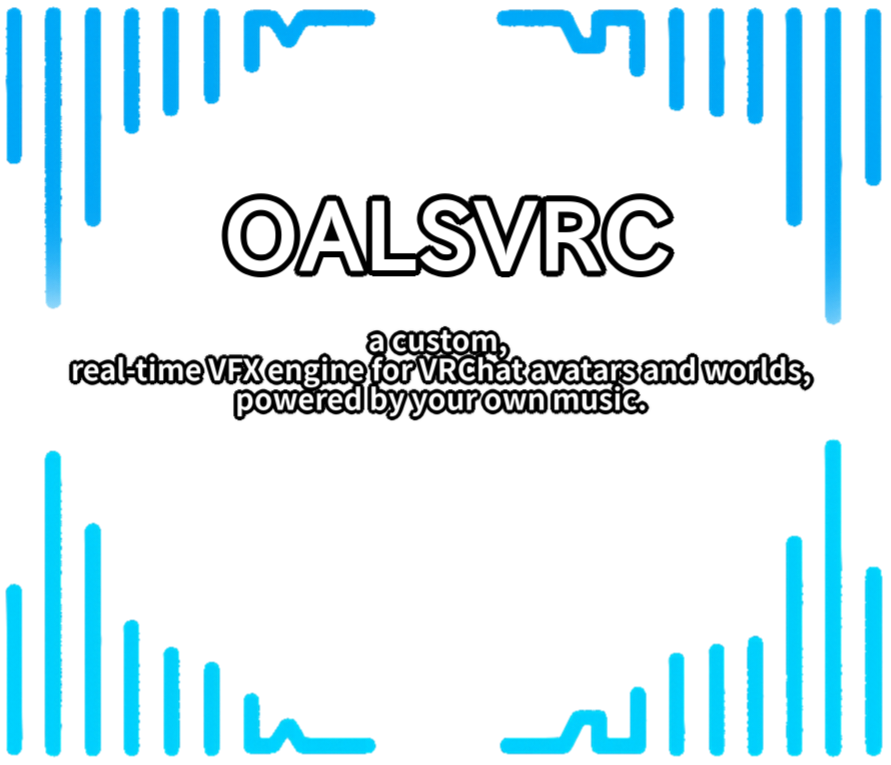 OALSVRC
a custom,
real-time VFX engine for VRChat avatars and worlds,
powered by your own music.